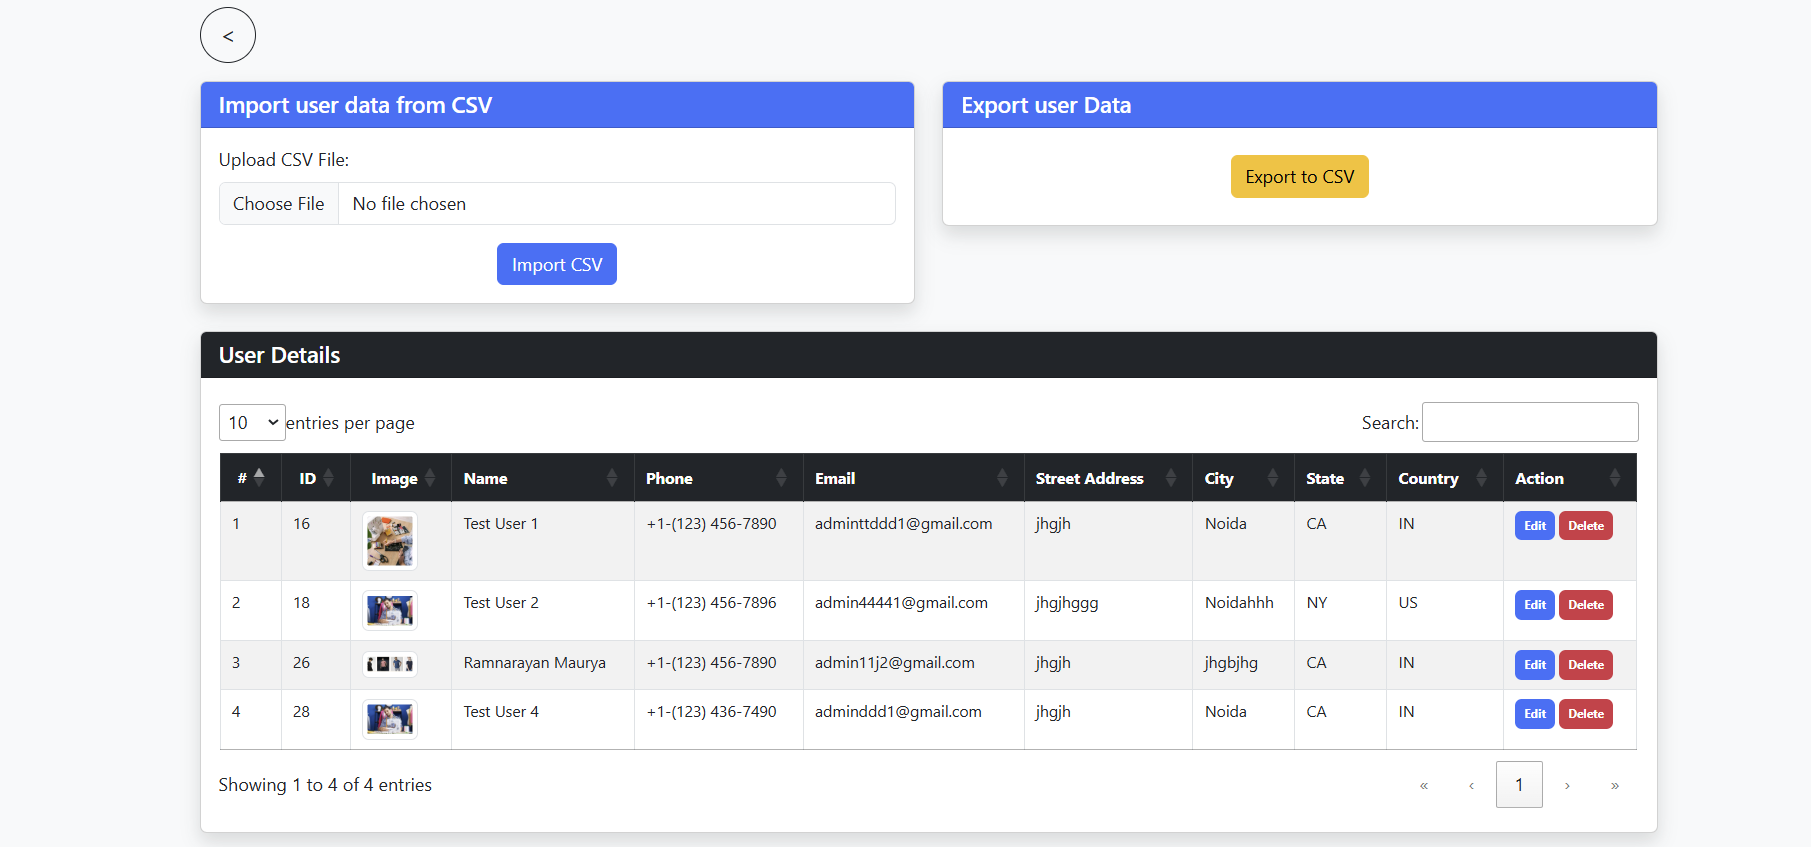 <
Import user data from CSV
Export user Data
Upload CSV File:
Choose File No file chosen
Export to CSV
Import CSV
User Details
10 entries per page
Search:
# ID Image Name Phone Email Street Address City State Country Action
1 16 Test User 1 +1-(123) 456-7890 adminttddd1@gmail.com jhgjh Noida CA IN Edit Delete
2 18 Test User 2 +1-(123) 456-7896 admin44441@gmail.com jhgjhggg Noidahhh NY US Edit Delete
3 26 Ramnarayan Maurya +1-(123) 456-7890 admin11j2@gmail.com jhgjh jhgbjhg CA IN Edit Delete
4 28 Test User 4 +1-(123) 436-7490 adminddd1@gmail.com jhgjh Noida CA IN Edit Delete
Showing 1 to 4 of 4 entries
« ‹ 1 › »